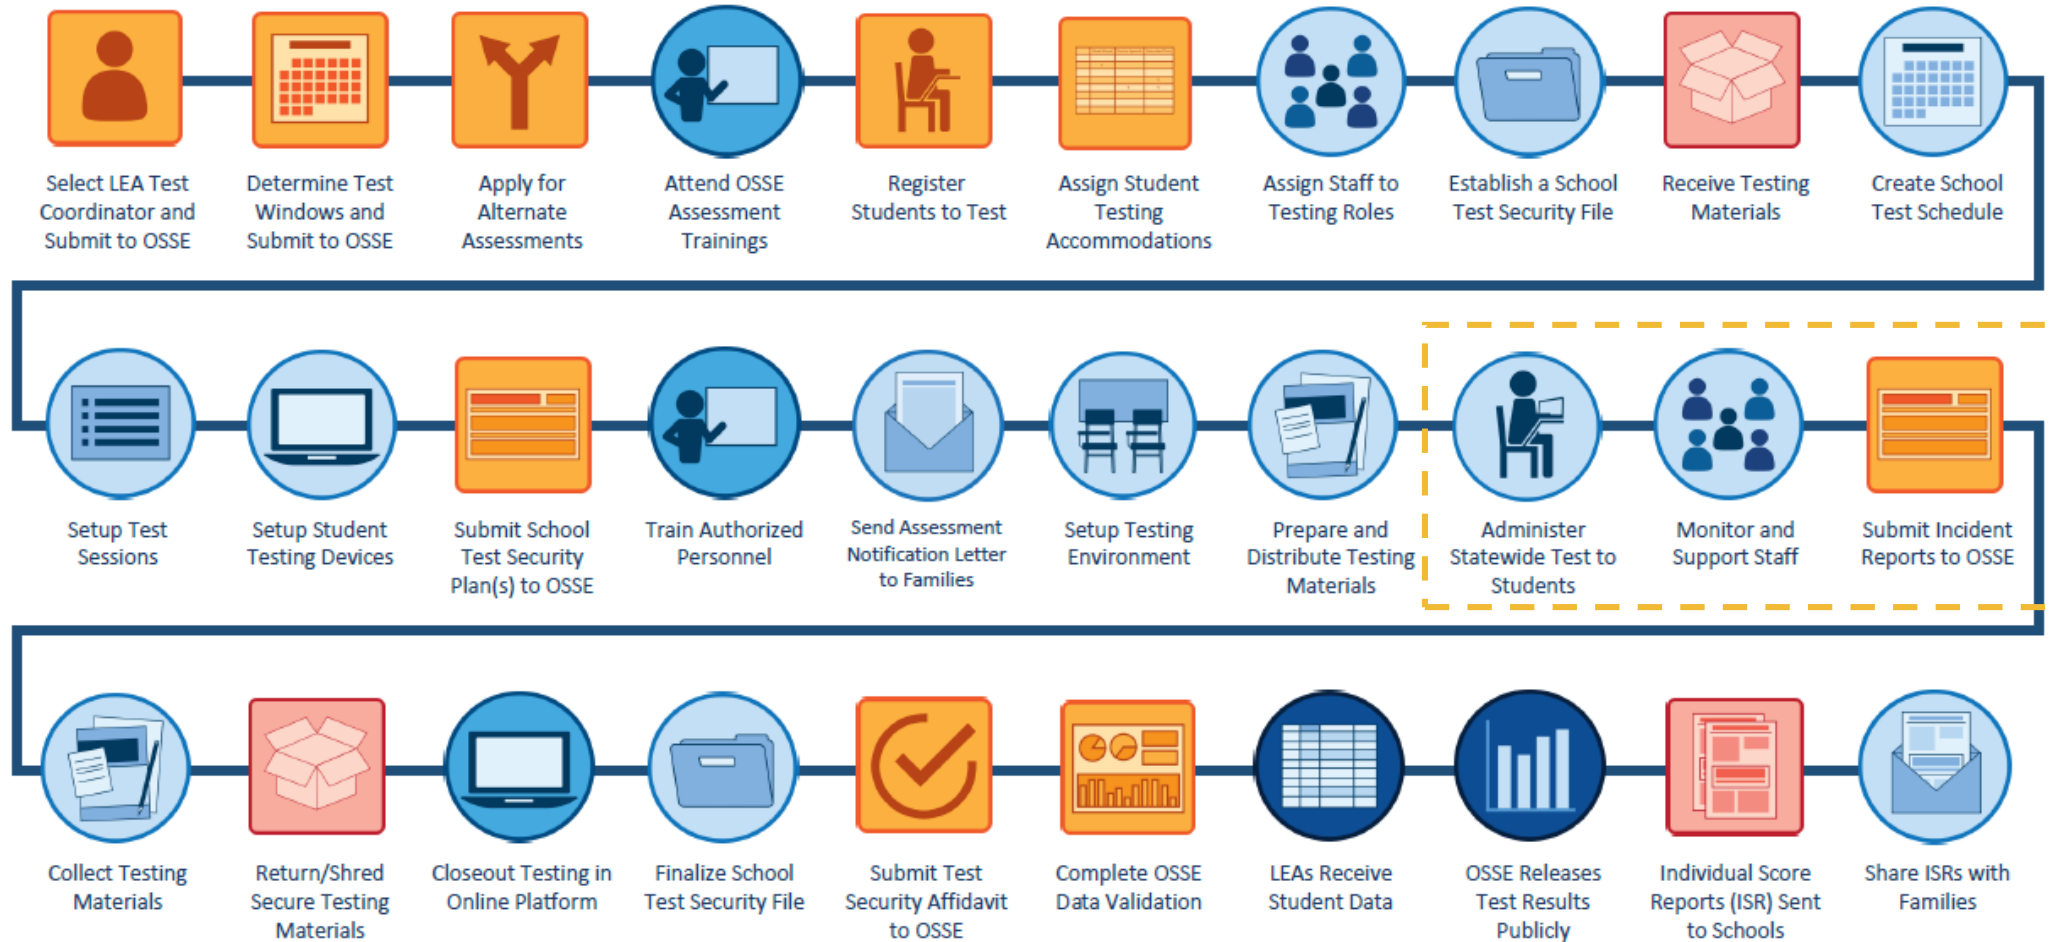 Select LEA Test
Coordinator and
Submit to OSSE
Determine Test
Windows and
Submit to OSSE
Apply for
Alternate
Assessments
Attend OSSE
Assessment
Trainings
Register
Students to Test
Assign Student
Testing
Accommodations
Assign Staff to
Testing Roles
Establish a School
Test Security File
Receive Testing
Materials
Create School
Test Schedule
Setup Test
Sessions
Setup Student
Testing Devices
Submit School
Test Security
Plan(s) to OSSE
Train Authorized
Personnel
Send Assessment
Notification Letter
to Families
Setup Testing
Environment
Prepare and
Distribute Testing
Materials
Administer
Statewide Test to
Students
Monitor and
Support Staff
Submit Incident
Reports to OSSE
Collect Testing
Materials
Return/Shred
Secure Testing
Materials
Closeout Testing in
Online Platform
Finalize School
Test Security File
Submit Test
Security Affidavit
to OSSE
Complete OSSE
Data Validation
LEAs Receive
Student Data
OSSE Releases
Test Results
Publicly
Individual Score
Reports (ISR) Sent
to Schools
Share ISRs with
Families